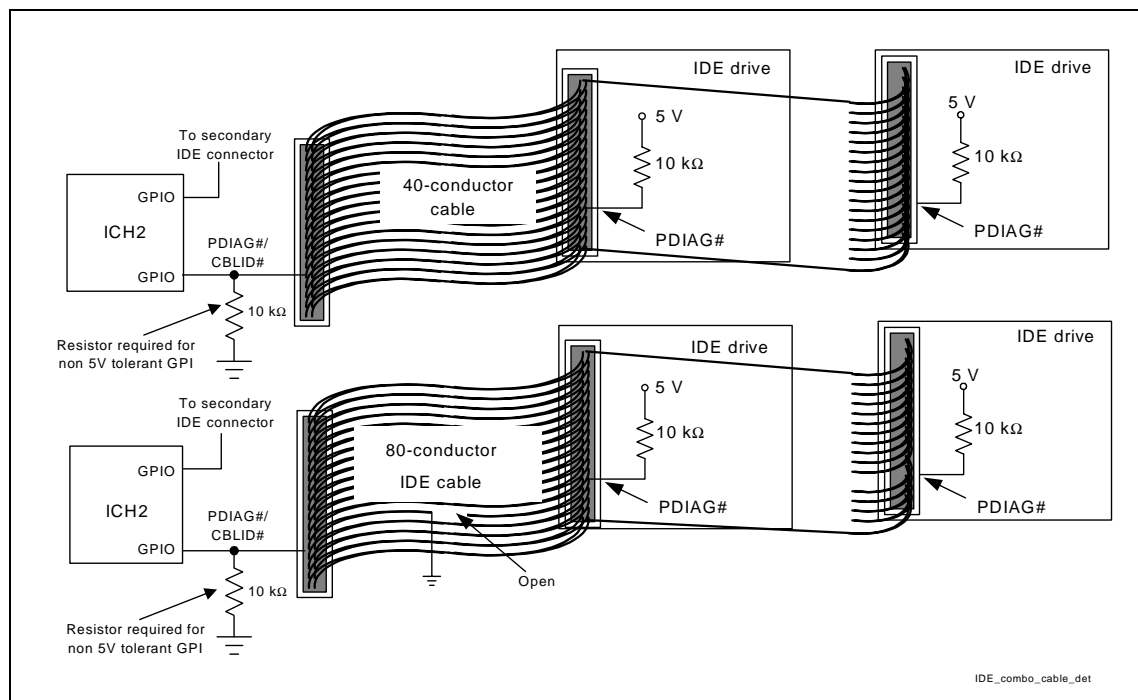 IDE drive
IDE drive
5 V
5 V
To secondary
IDE connector
10 kΩ
10 kΩ
40-conductor
cable
GPIO
ICH2
PDIAG#
PDIAG#
PDIAG#/
CBLID#
GPIO
10 kΩ
Resistor required for
non 5V tolerant GPI
IDE drive
IDE drive
5 V
5 V
To secondary
IDE connector
10 kΩ
10 kΩ
80-conductor
IDE cable
GPIO
ICH2
PDIAG#
PDIAG#
PDIAG#/
CBLID#
GPIO
Open
10 kΩ
Resistor required for
non 5V tolerant GPI
IDE_combo_cable_det